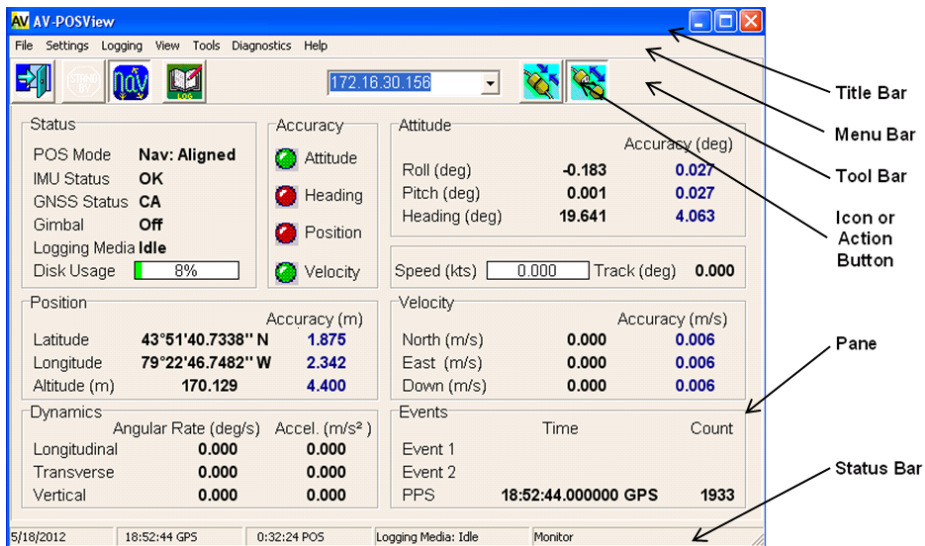 AV AV-POSView
File Settings Logging View Tools Diagnostics Help
STAND BY nav LOG 172.16.30.156
Title Bar
Menu Bar
Tool Bar
Icon or
Action
Button
Pane
Status Bar
Status
POS Mode Nav: Aligned
IMU Status OK
GNSS Status CA
Gimbal Off
Logging Media Idle
Disk Usage 8%
Accuracy
Attitude
Heading
Position
Velocity
Attitude
Accuracy (deg)
Roll (deg) -0.183 0.027
Pitch (deg) 0.001 0.027
Heading (deg) 19.641 4.063
Speed (kts) 0.000 Track (deg) 0.000
Position
Accuracy (m)
Latitude 43°51'40.7338" N 1.875
Longitude 79°22'46.7482" W 2.342
Altitude (m) 170.129 4.400
Velocity
Accuracy (m/s)
North (m/s) 0.000 0.006
East (m/s) 0.000 0.006
Down (m/s) 0.000 0.006
Dynamics
Angular Rate (deg/s) Accel. (m/s²)
Longitudinal 0.000 0.000
Transverse 0.000 0.000
Vertical 0.000 0.000
Events
Time Count
Event 1
Event 2
PPS 18:52:44.000000 GPS 1933
5/18/2012 18:52:44 GPS 0:32:24 POS Logging Media: Idle Monitor